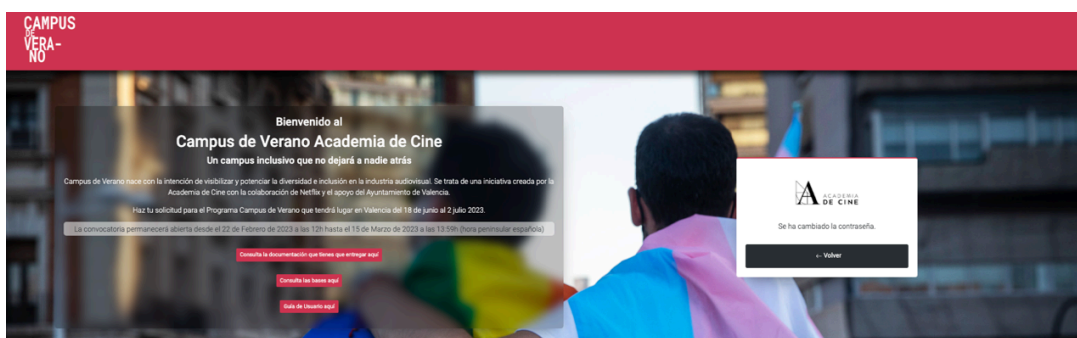 CAMPUS
DE
VERA-
NO
Bienvenido al
Campus de Verano Academia de Cine
Un campus inclusivo que no dejará a nadie atrás
Campus de Verano nace con la intención de visibilizar y potenciar la diversidad e inclusión en la industria audiovisual. Se trata de una iniciativa creada por la
Academia de Cine con la colaboración de Netflix y el apoyo del Ayuntamiento de Valencia.
Haz tu solicitud para el Programa Campus de Verano que tendrá lugar en Valencia del 18 de junio al 2 julio 2023.
La convocatoria permanecerá abierta desde el 22 de Febrero de 2023 a las 12h hasta el 15 de Marzo de 2023 a las 13:59h (hora peninsular española)
Consulta la documentación que tienes que entregar aquí
Consulta las bases aquí
Guía de Usuario aquí
ACADEMIA
DE CINE
Se ha cambiado la contraseña.
← Volver